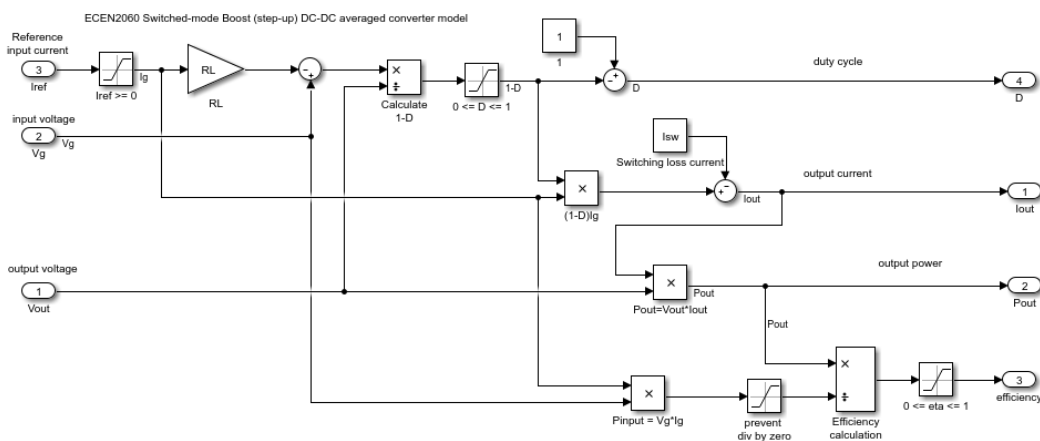 ECEN2060 Switched-mode Boost (step-up) DC-DC averaged converter model
Reference
input current
3
Iref
Iref >= 0
Ig
RL
RL
Calculate
1-D
0 <= D <= 1
1-D
1
1
D
duty cycle
4
D
input voltage
2
Vg
Vg
Isw
Switching loss current
(1-D)Ig
Iout
output current
1
Iout
output voltage
1
Vout
Pout=Vout*Iout
Pout
output power
2
Pout
Pout
Pinput = Vg*Ig
prevent
div by zero
Efficiency
calculation
0 <= eta <= 1
3
efficiency